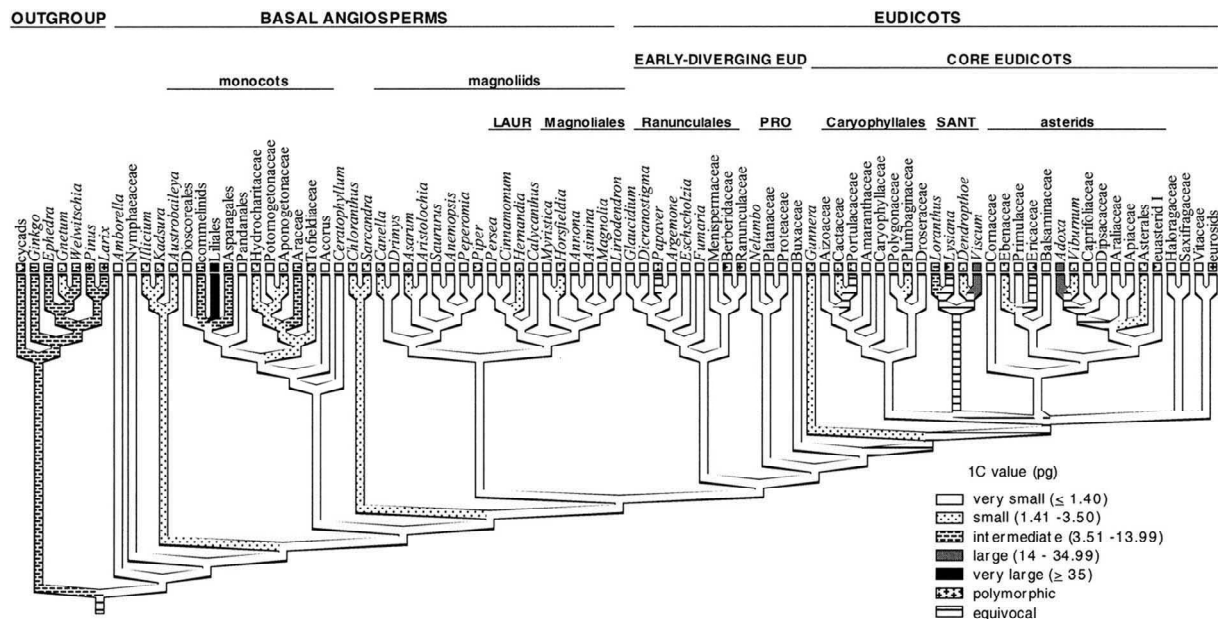 OUTGROUP BASAL ANGIOSPERMS EUDICOTS
EARLY-DIVERGING EUD CORE EUDICOTS
monocots magnoliids
LAUR Magnoliales Ranunculales PRO Caryophyllales SANT asterids
cycads
Ginkgo
Ephedra
Gnetum
Welwitschia
Pinus
Larix
Amborella
Nymphaeaceae
Illicium
Kadsura
Austrobaileya
Dioscoreales
commelinids
Liliales
Asparagales
Pandanales
Hydrocharitaceae
Potomogetonaceae
Aponogetonaceae
Araceae
Tofieldiaceae
Acorus
Ceratophyllum
Chloranthus
Sarcandra
Canella
Drimys
Asarum
Aristolochia
Saururus
Anemopsis
Peperomia
Piper
Persea
Cinnamomum
Hernandia
Calycanthus
Myristica
Horsfieldia
Annona
Asimina
Magnolia
Liriodendron
Glaucidium
Dicranostigma
Papaver
Argemone
Eschscholzia
Fumaria
Menispermaceae
Berberidaceae
Ranunculaceae
Nelumbo
Platanaceae
Proteaceae
Buxaceae
Gunera
Aizoaceae
Cactaceae
Portulacaceae
Amaranthaceae
Caryophyllaceae
Polygonaceae
Plumbaginaceae
Droseraceae
Loranthus
Lysiana
Dendropthoe
Viscum
Cornaceae
Ebenaceae
Primulaceae
Ericaceae
Balsaminaceae
Adoxa
Viburnum
Caprifoliaceae
Dipsacaceae
Araliaceae
Apiaceae
Asterales
euasterid I
Haloragaceae
Saxifragaceae
Vitaceae
eurosids
1C value (pg)
very small (≤ 1.40)
small (1.41 -3.50)
intermediate (3.51 -13.99)
large (14 - 34.99)
very large (≥ 35)
polymorphic
equivocal